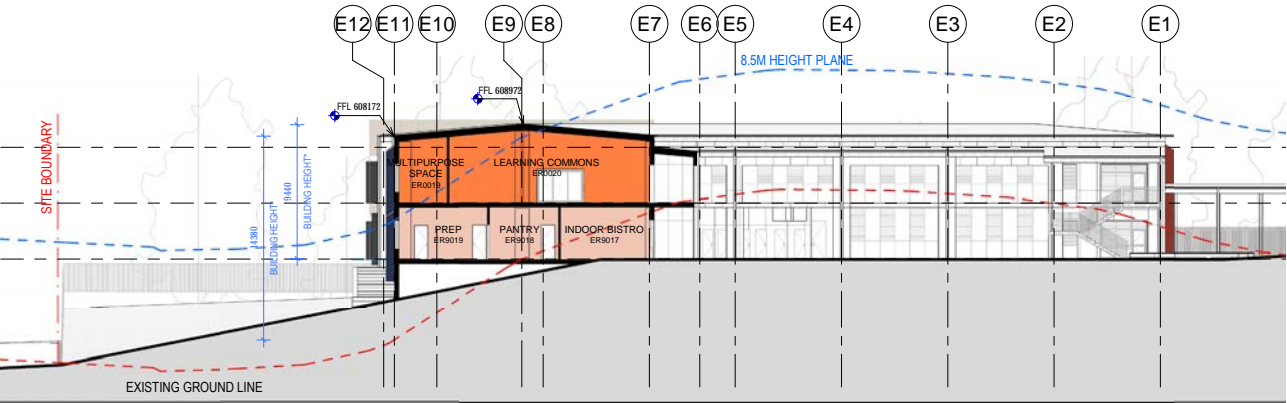 E12 E11 E10 E9 E8 E7 E6 E5 E4 E3 E2 E1
8.5M HEIGHT PLANE
FFL 608972
FFL 608172
SITE BOUNDARY
14380
BUILDING HEIGHT*
9440
BUILDING HEIGHT*
MULTIPURPOSE
SPACE
ER0019
LEARNING COMMONS
ER0020
PREP
ER9019
PANTRY
ER9018
INDOOR BISTRO
ER9017
EXISTING GROUND LINE